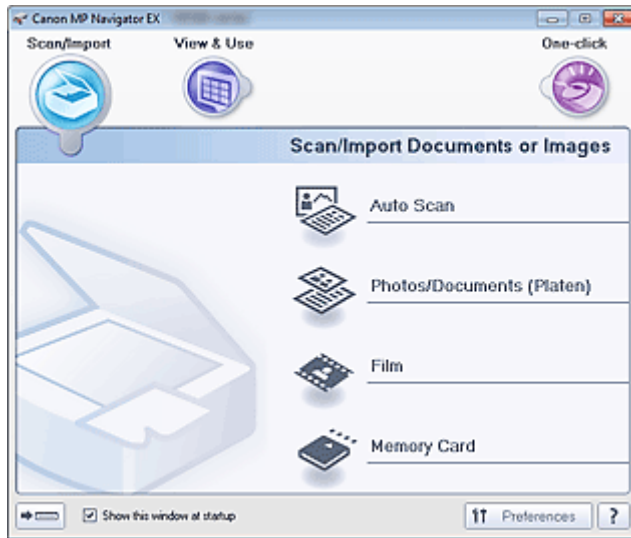 Canon MP Navigator EX
Scan/Import
View & Use
One-click
Scan/Import Documents or Images
Auto Scan
Photos/Documents (Platen)
Film
Memory Card
Show this window at startup
Preferences
?